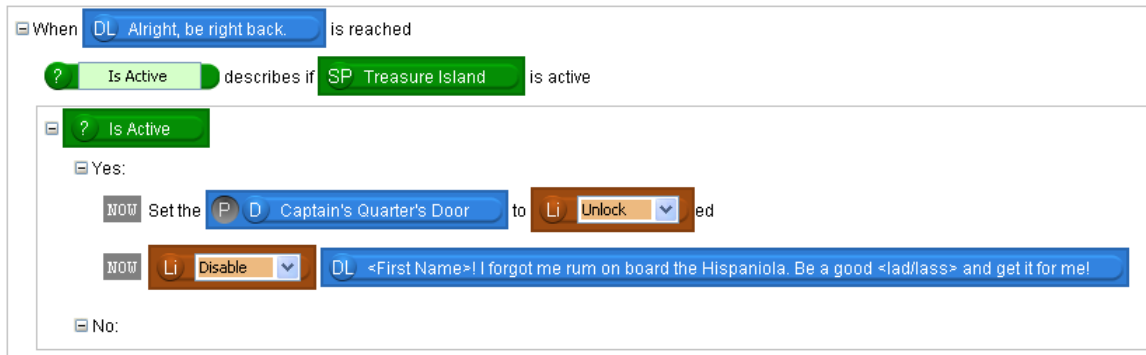 When DL Alright, be right back. is reached
? Is Active describes if SP Treasure Island is active
? Is Active
Yes:
NOW Set the P D Captain's Quarter's Door to Li Unlock ed
NOW Li Disable DL <First Name>! I forgot me rum on board the Hispaniola. Be a good <lad/lass> and get it for me!
No: